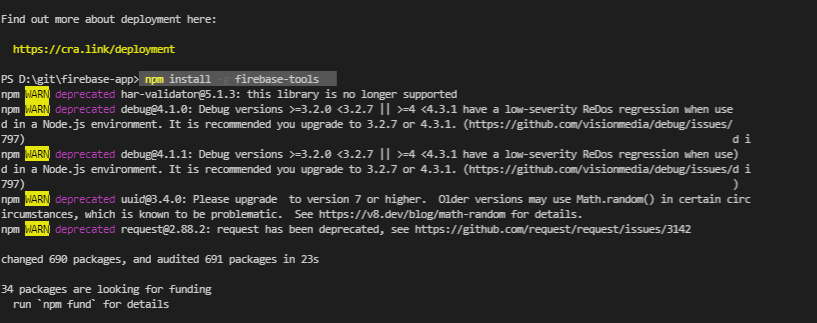 Find out more about deployment here:
https://cra.link/deployment
PS D:\git\firebase-app> npm install -g firebase-tools
npm WARN deprecated har-validator@5.1.3: this library is no longer supported
npm WARN deprecated debug@4.1.0: Debug versions >=3.2.0 <3.2.7 || >=4 <4.3.1 have a low-severity ReDos regression when use
d in a Node.js environment. It is recommended you upgrade to 3.2.7 or 4.3.1. (https://github.com/visionmedia/debug/issues/
797) d i
npm WARN deprecated debug@4.1.1: Debug versions >=3.2.0 <3.2.7 || >=4 <4.3.1 have a low-severity ReDos regression when use)
d in a Node.js environment. It is recommended you upgrade to 3.2.7 or 4.3.1. (https://github.com/visionmedia/debug/issues/d i
797) )
npm WARN deprecated uuid@3.4.0: Please upgrade  to version 7 or higher.  Older versions may use Math.random() in certain circ
ircumstances, which is known to be problematic.  See https://v8.dev/blog/math-random for details.
npm WARN deprecated request@2.88.2: request has been deprecated, see https://github.com/request/request/issues/3142
changed 690 packages, and audited 691 packages in 23s
34 packages are looking for funding
run `npm fund` for details